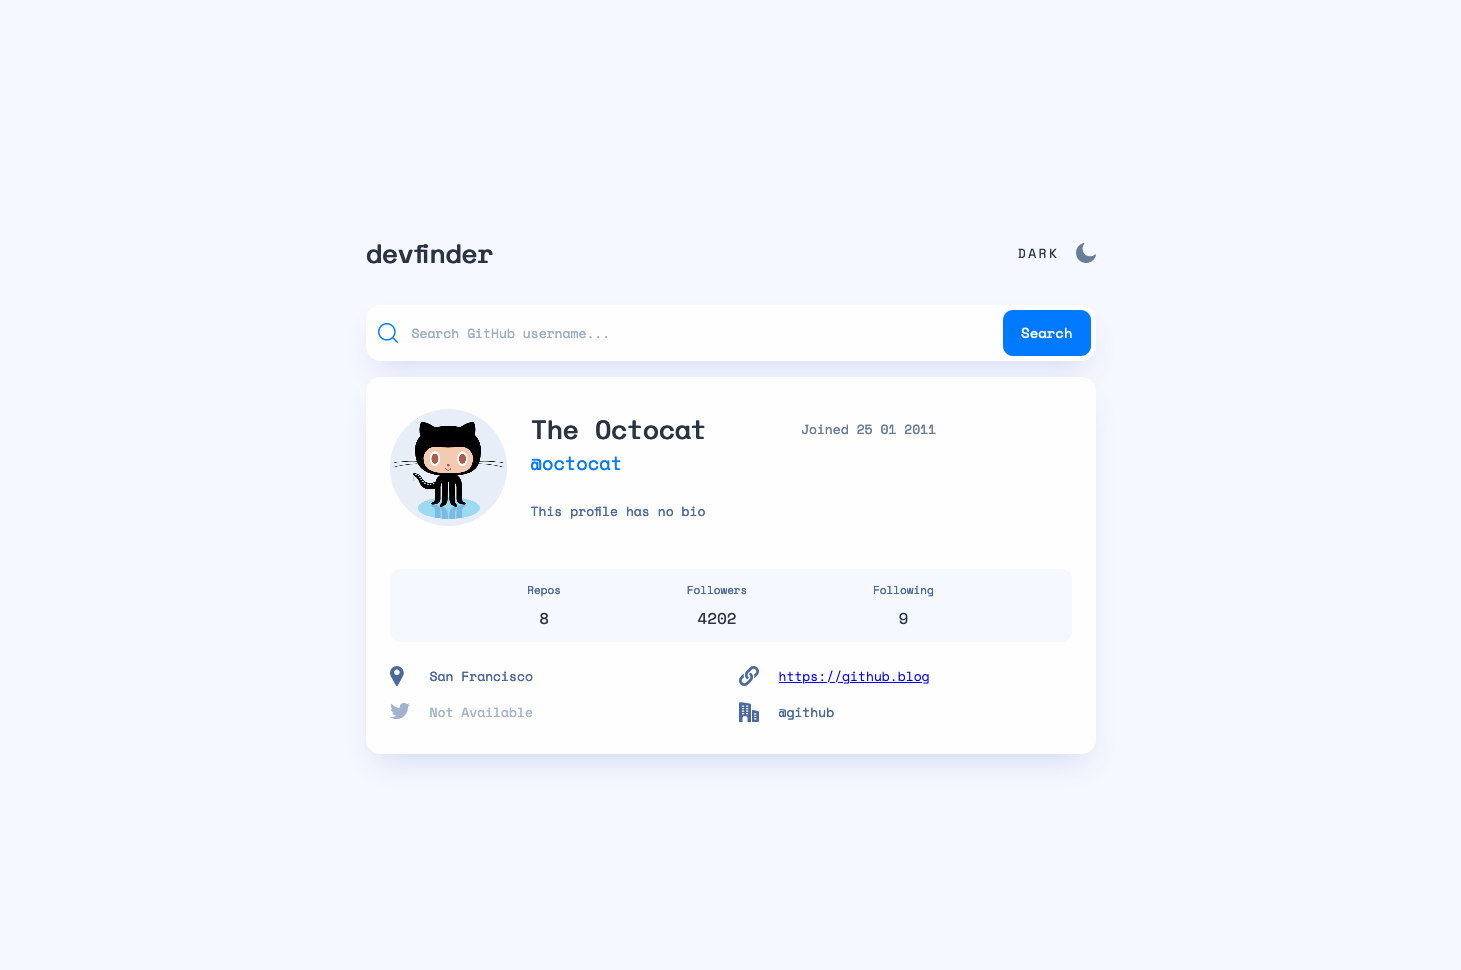 devfinder
DARK
Search GitHub username...
Search
The Octocat
Joined 25 01 2011
@octocat
This profile has no bio
Repos
Followers
Following
8
4202
9
San Francisco
https://github.blog
Not Available
@github